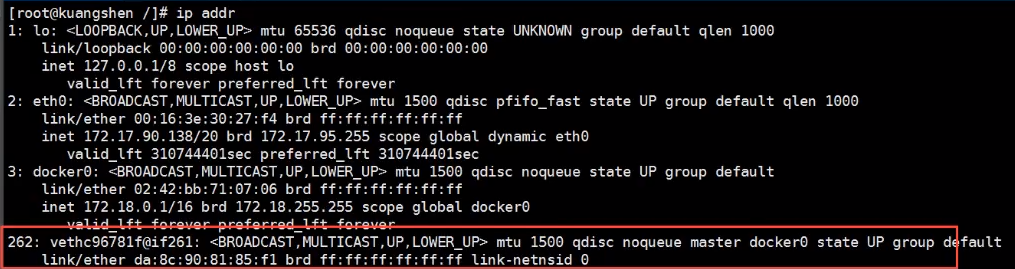 [root@kuangshen /]# ip addr
1: lo: <LOOPBACK,UP,LOWER_UP> mtu 65536 qdisc noqueue state UNKNOWN group default qlen 1000
link/loopback 00:00:00:00:00:00 brd 00:00:00:00:00:00
inet 127.0.0.1/8 scope host lo
valid_lft forever preferred_lft forever
2: eth0: <BROADCAST,MULTICAST,UP,LOWER_UP> mtu 1500 qdisc pfifo_fast state UP group default qlen 1000
link/ether 00:16:3e:30:27:f4 brd ff:ff:ff:ff:ff:ff
inet 172.17.90.138/20 brd 172.17.95.255 scope global dynamic eth0
valid_lft 310744401sec preferred_lft 310744401sec
3: docker0: <BROADCAST,MULTICAST,UP,LOWER_UP> mtu 1500 qdisc noqueue state UP group default
link/ether 02:42:bb:71:07:06 brd ff:ff:ff:ff:ff:ff
inet 172.18.0.1/16 brd 172.18.255.255 scope global docker0
valid_lft forever preferred_lft forever
262: vethc96781f@if261: <BROADCAST,MULTICAST,UP,LOWER_UP> mtu 1500 qdisc noqueue master docker0 state UP group default
link/ether da:8c:90:81:85:f1 brd ff:ff:ff:ff:ff:ff link-netnsid 0